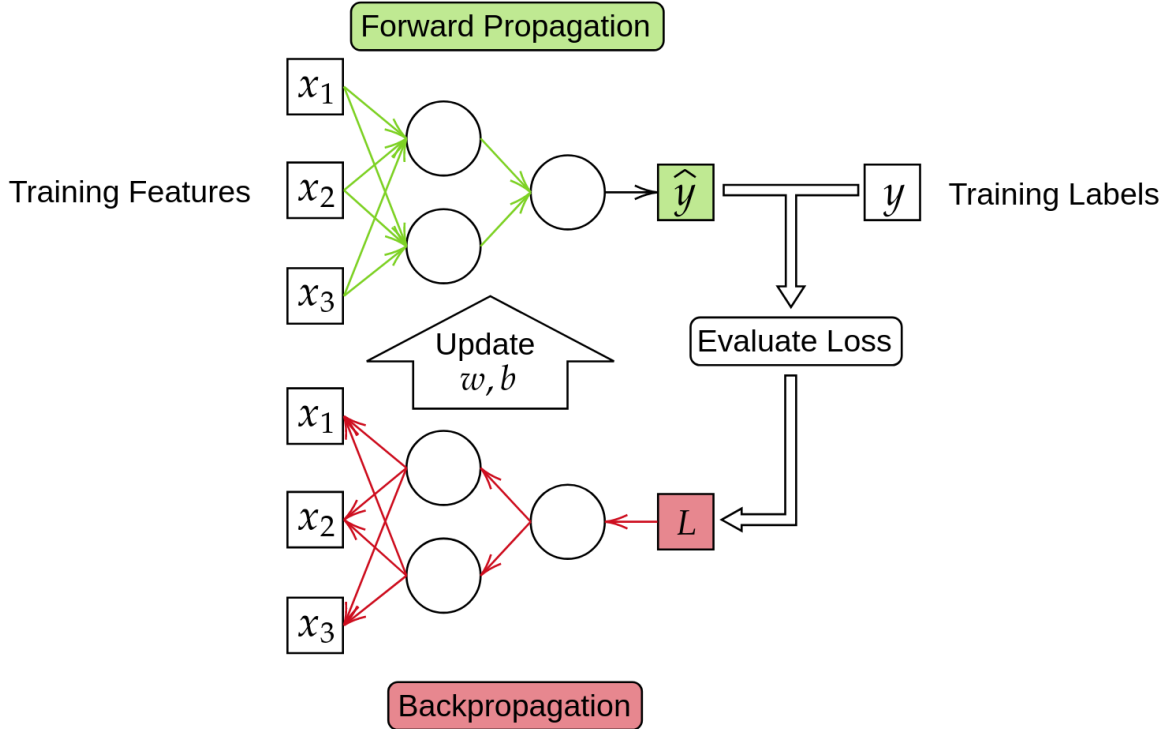 Forward Propagation
x1
x2
x3
Training Features
ŷ
y
Training Labels
Evaluate Loss
Update
w, b
x1
x2
x3
L
Backpropagation